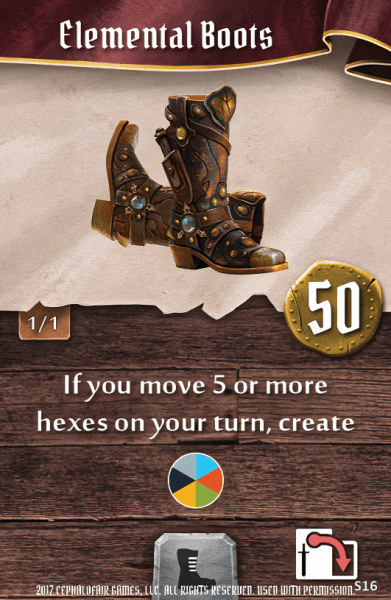 Elemental Boots
50
1/1
If you move 5 or more
hexes on your turn, create
2017 CEPHALOFAIR GAMES, LLC. ALL RIGHTS RESERVED. USED WITH PERMISSION. S16